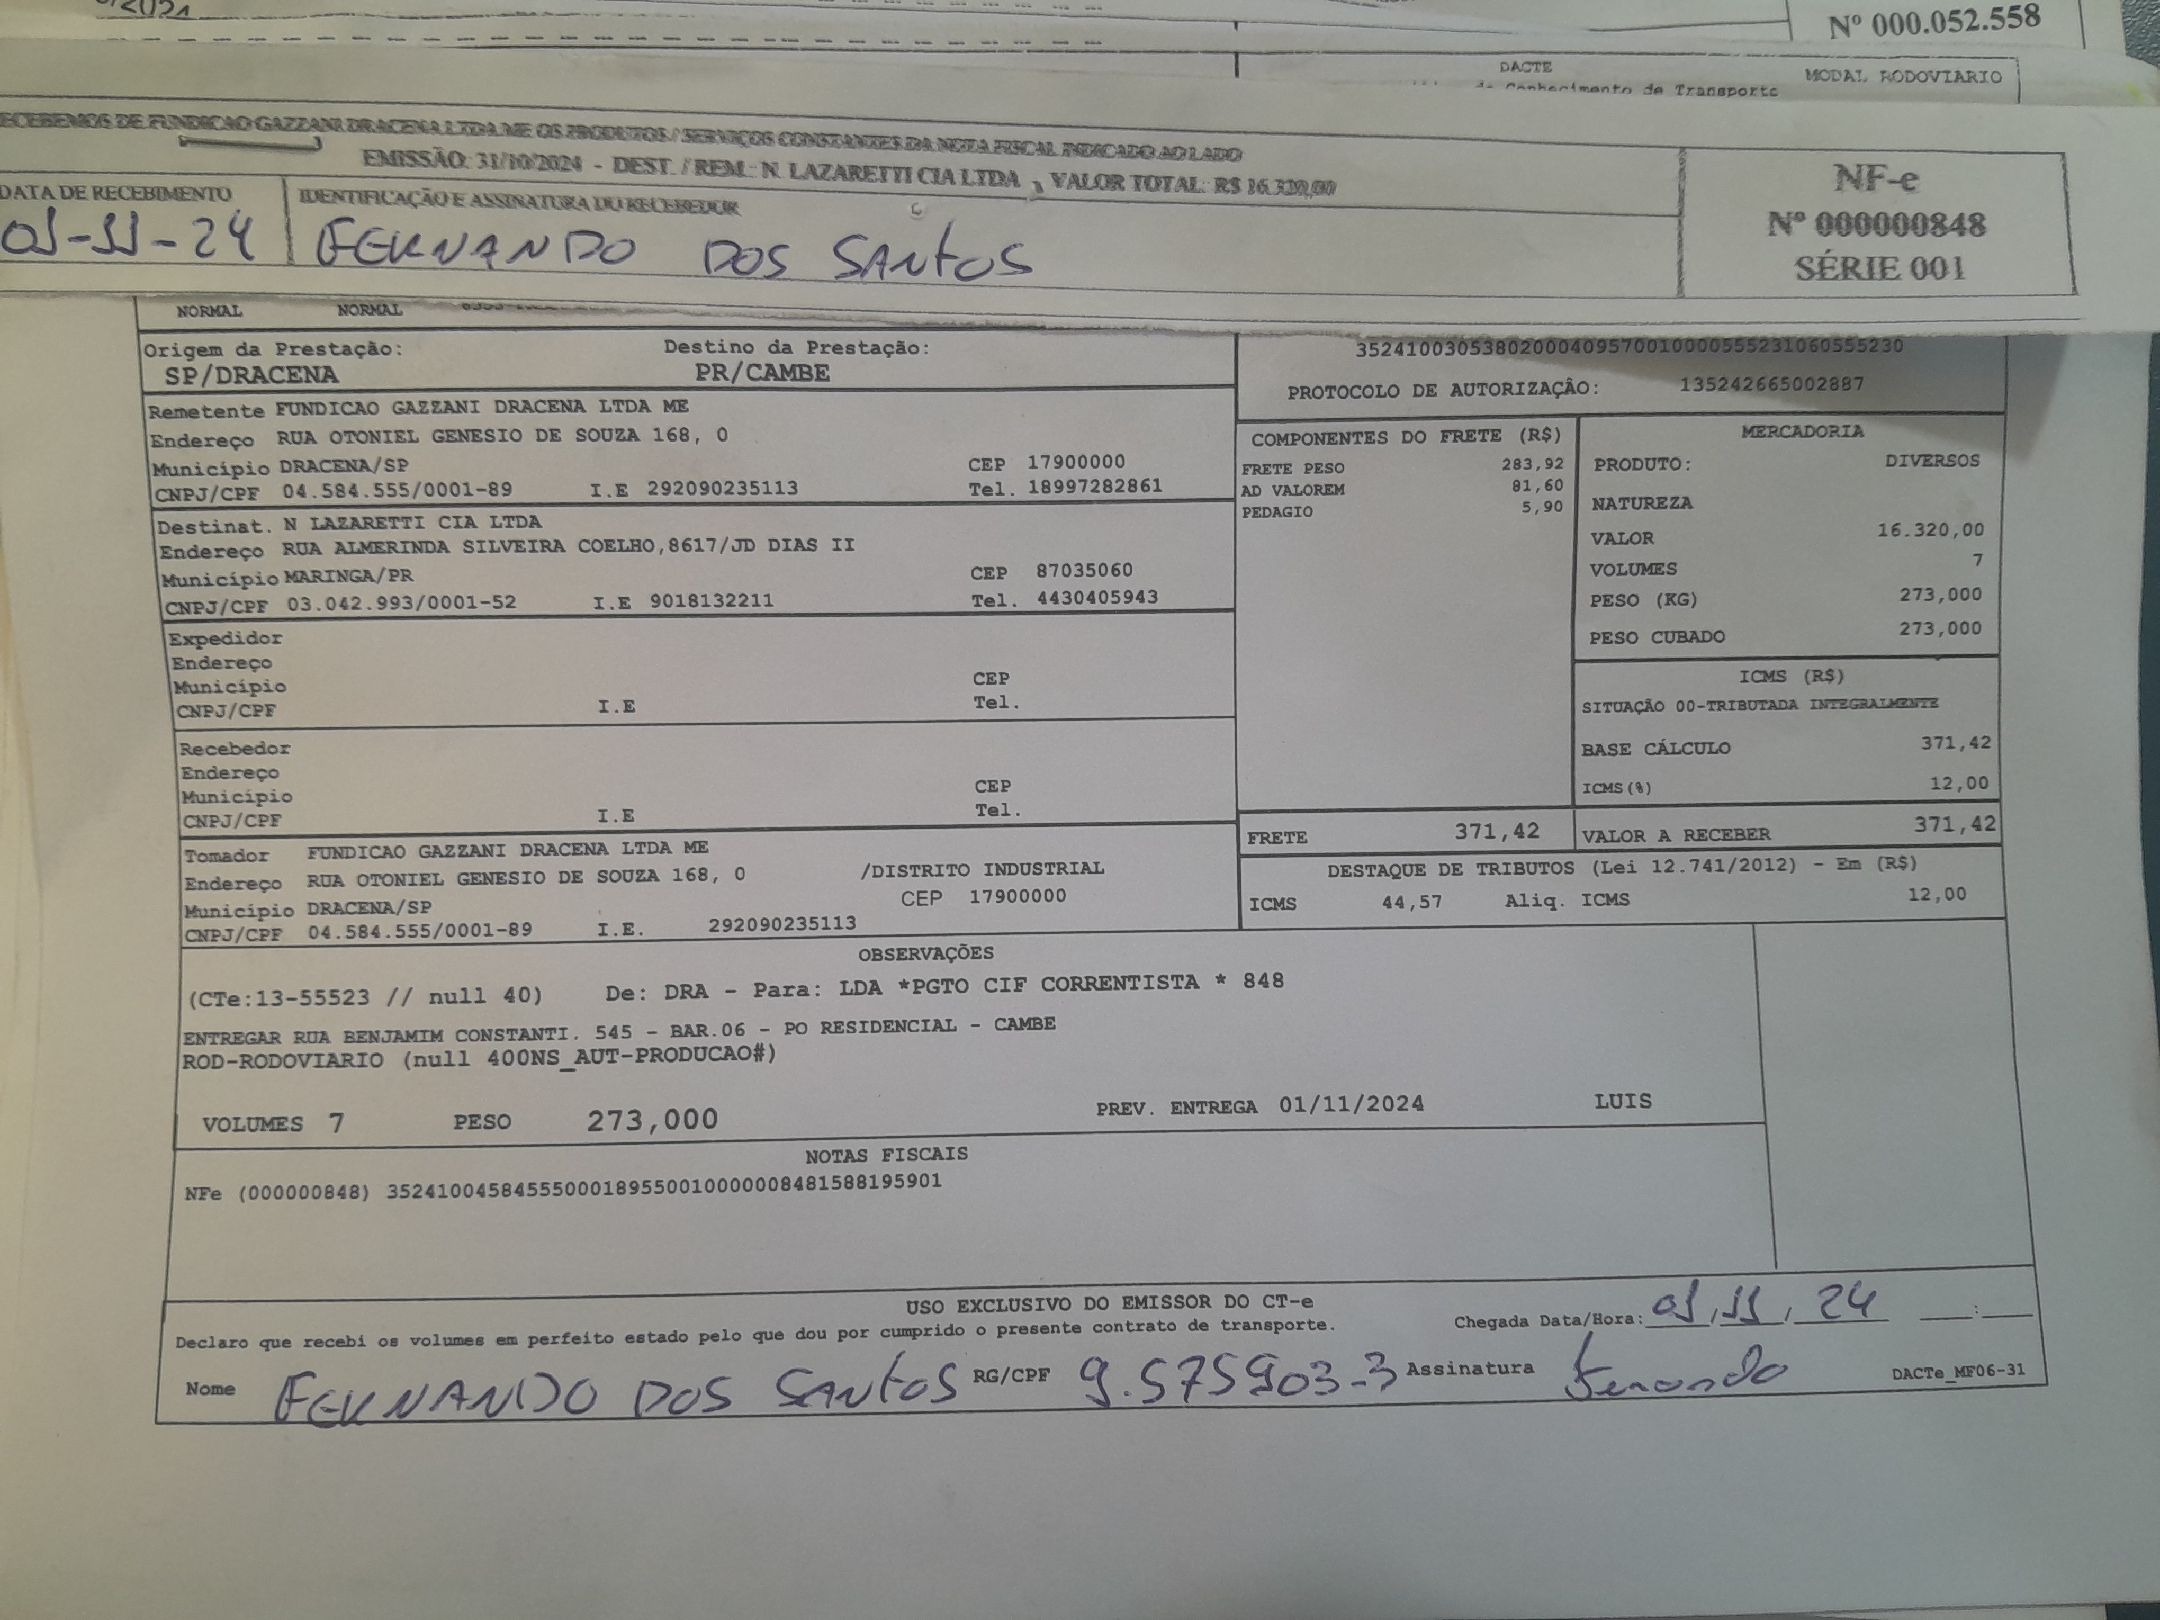 /2021
Nº 000.052.558
DACTE
MODAL RODOVIARIO
Conhecimento de Transporte
ECEBEMOS DE FUNDICAO GAZZANI DRACENA LTDA ME OS PRODUTOS / SERVIÇOS CONSTANTES DA NOTA FISCAL INDICADO AO LADO
EMISSÃO: 31/10/2024 - DEST. / REM.: N. LAZARETTI CIA LTDA , VALOR TOTAL: R$ 16.320,00
DATA DE RECEBIMENTO
IDENTIFICAÇÃO E ASSINATURA DO RECEBEDOR
01-11-24
FERNANDO DOS SANTOS
NF-e
Nº 000000848
SÉRIE 001
NORMAL NORMAL
Origem da Prestação: Destino da Prestação:
SP/DRACENA PR/CAMBE
35241003053802000409570010000555231060555230
PROTOCOLO DE AUTORIZAÇÃO: 135242665002887
Remetente FUNDICAO GAZZANI DRACENA LTDA ME
Endereço RUA OTONIEL GENESIO DE SOUZA 168, 0
Município DRACENA/SP CEP 17900000
CNPJ/CPF 04.584.555/0001-89 I.E 292090235113 Tel. 18997282861
Destinat. N LAZARETTI CIA LTDA
Endereço RUA ALMERINDA SILVEIRA COELHO,8617/JD DIAS II
Município MARINGA/PR CEP 87035060
CNPJ/CPF 03.042.993/0001-52 I.E 9018132211 Tel. 4430405943
Expedidor
Endereço
Município CEP
CNPJ/CPF I.E Tel.
Recebedor
Endereço
Município CEP
CNPJ/CPF I.E Tel.
Tomador FUNDICAO GAZZANI DRACENA LTDA ME
Endereço RUA OTONIEL GENESIO DE SOUZA 168, 0 /DISTRITO INDUSTRIAL
Município DRACENA/SP CEP 17900000
CNPJ/CPF 04.584.555/0001-89 I.E. 292090235113
COMPONENTES DO FRETE (R$)
FRETE PESO 283,92
AD VALOREM 81,60
PEDAGIO 5,90
MERCADORIA
PRODUTO: DIVERSOS
NATUREZA
VALOR 16.320,00
VOLUMES 7
PESO (KG) 273,000
PESO CUBADO 273,000
ICMS (R$)
SITUAÇÃO 00-TRIBUTADA INTEGRALMENTE
BASE CÁLCULO 371,42
ICMS(%) 12,00
FRETE 371,42 VALOR A RECEBER 371,42
DESTAQUE DE TRIBUTOS (Lei 12.741/2012) - Em (R$)
ICMS 44,57 Aliq. ICMS 12,00
OBSERVAÇÕES
(CTe:13-55523 // null 40) De: DRA - Para: LDA *PGTO CIF CORRENTISTA * 848
ENTREGAR RUA BENJAMIM CONSTANTI. 545 - BAR.06 - PO RESIDENCIAL - CAMBE
ROD-RODOVIARIO (null 400NS_AUT-PRODUCAO#)
VOLUMES 7 PESO 273,000 PREV. ENTREGA 01/11/2024 LUIS
NOTAS FISCAIS
NFe (000000848) 35241004584555000189550010000008481588195901
USO EXCLUSIVO DO EMISSOR DO CT-e
Declaro que recebi os volumes em perfeito estado pelo que dou por cumprido o presente contrato de transporte.
Chegada Data/Hora: 01/11/24 __:__
Nome FERNANDO DOS SANTOS RG/CPF 9.575903-3 Assinatura Fernando DACTe_MF06-31